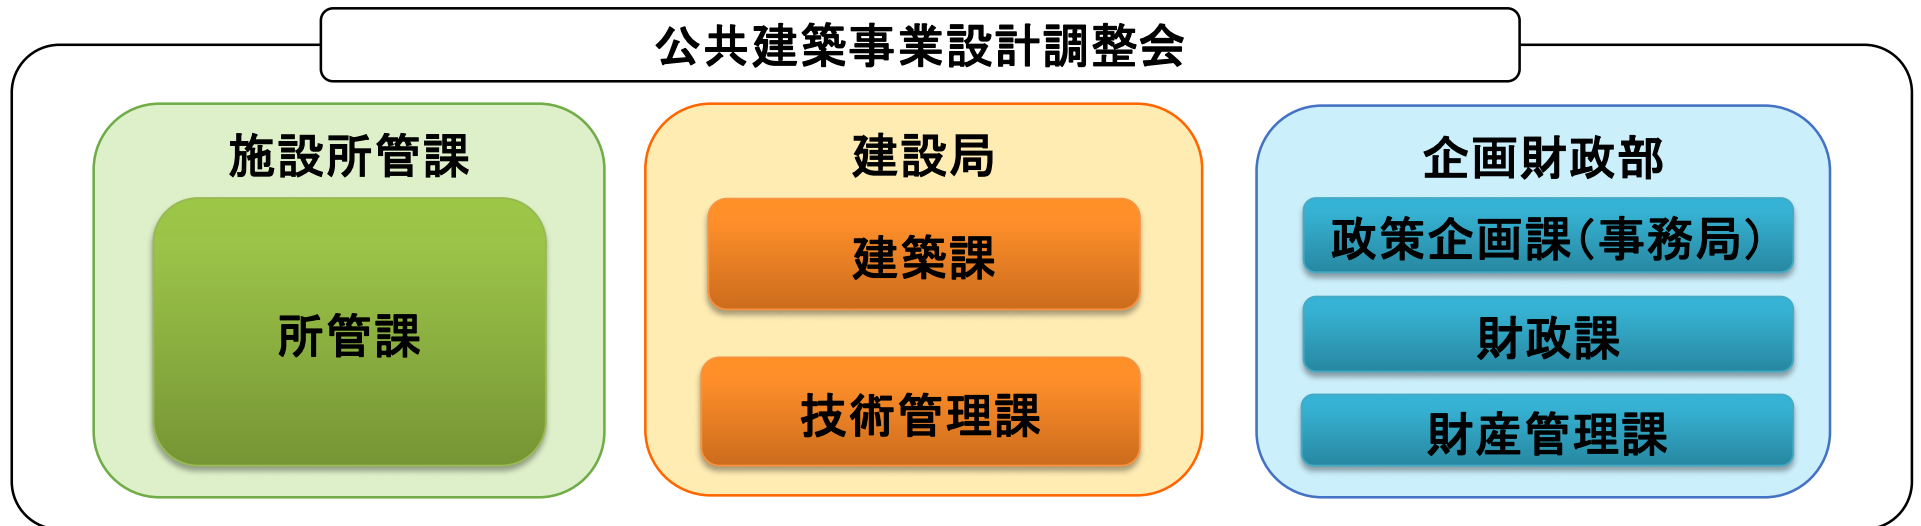 公共建築事業設計調整会
施設所管課
所管課
建設局
建築課
技術管理課
企画財政部
政策企画課（事務局）
財政課
財産管理課